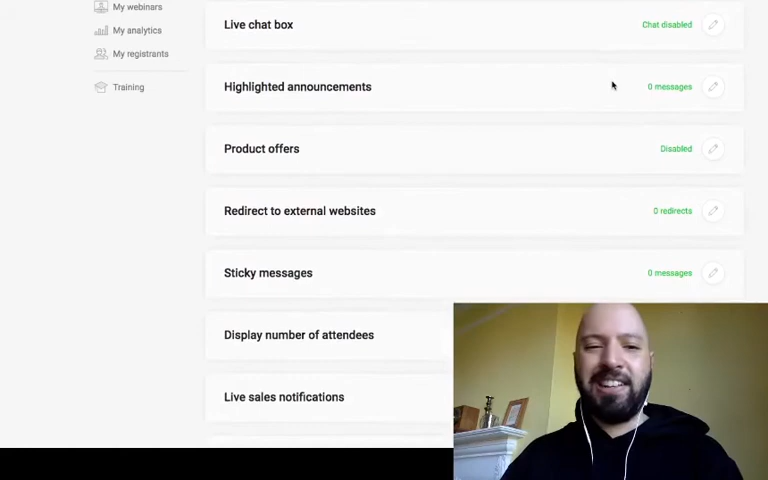 My webinars
My analytics
My registrants
Training
Live chat box
Chat disabled
Highlighted announcements
0 messages
Product offers
Disabled
Redirect to external websites
0 redirects
Sticky messages
0 messages
Display number of attendees
Live sales notifications